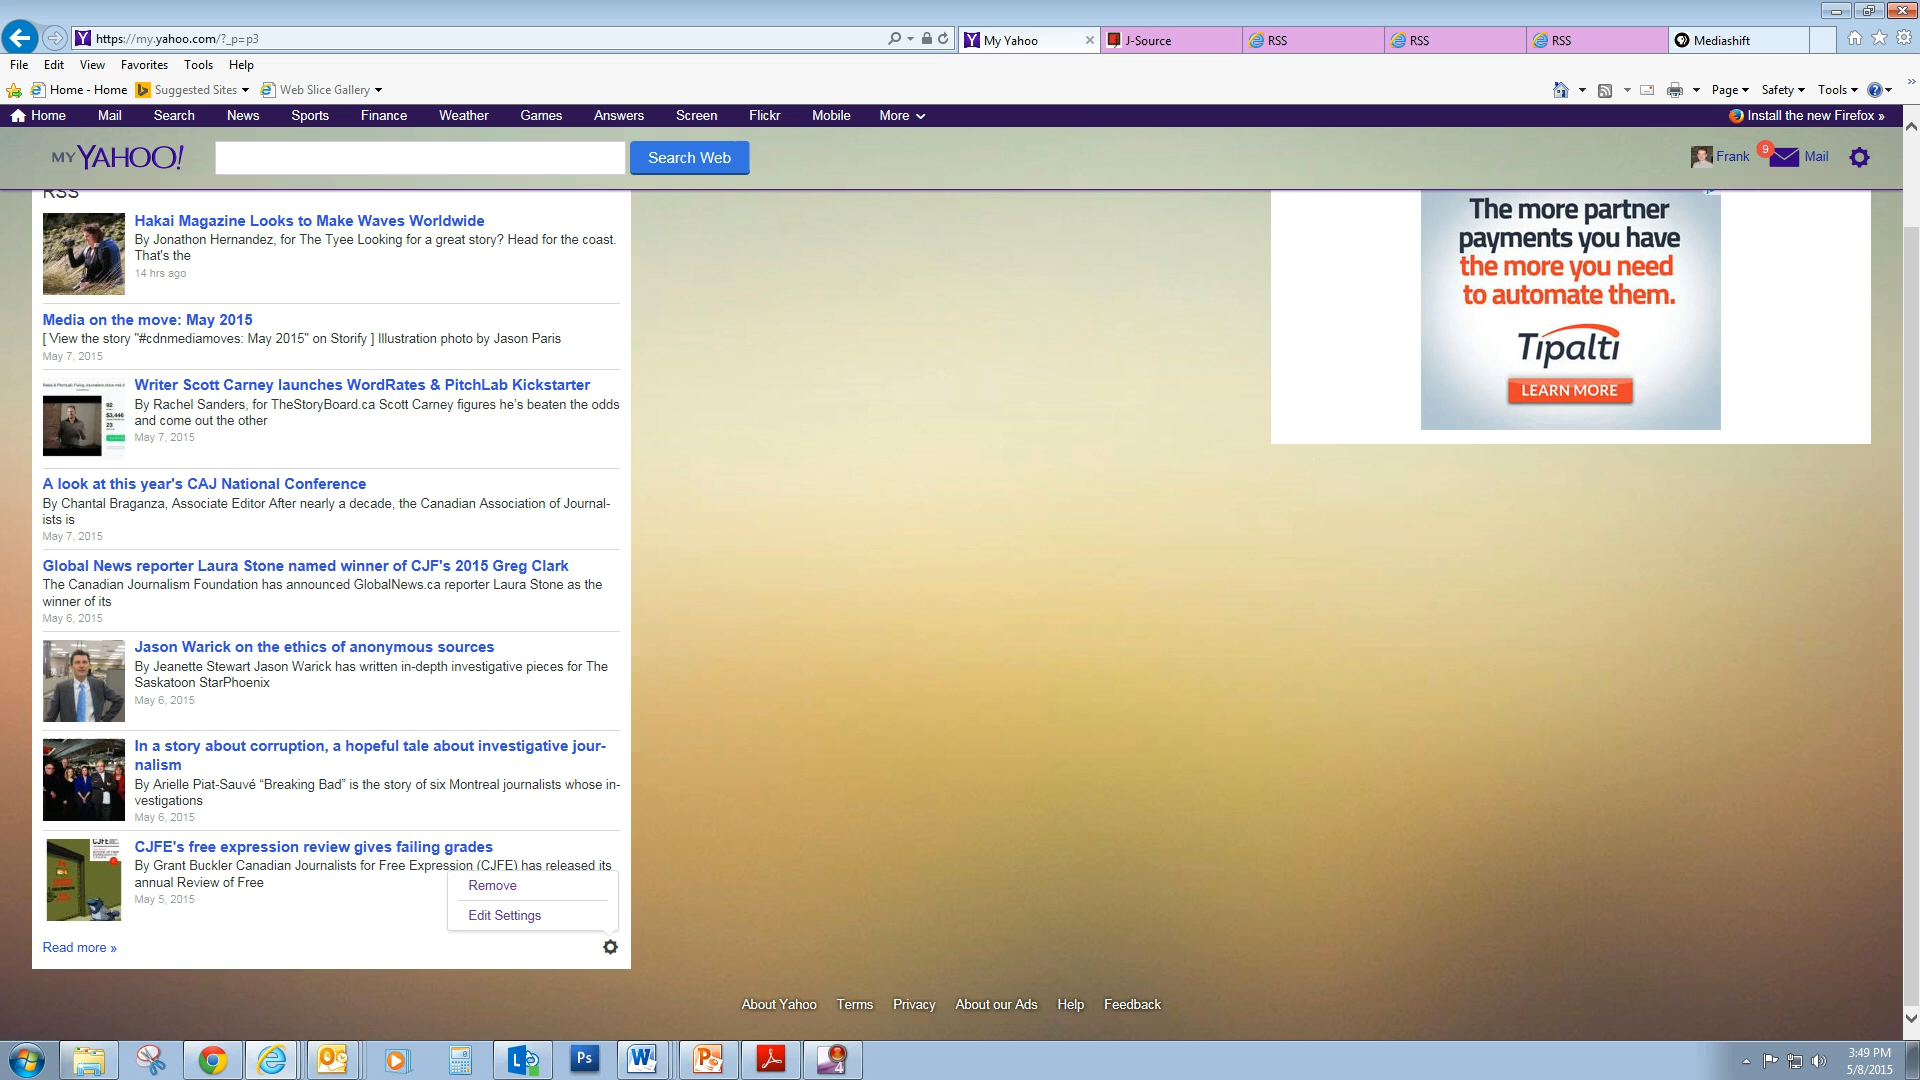 https://my.yahoo.com/?_p=p3
My Yahoo
J-Source
RSS
RSS
RSS
Mediashift
File Edit View Favorites Tools Help
Home - Home Suggested Sites Web Slice Gallery
Page Safety Tools
Home Mail Search News Sports Finance Weather Games Answers Screen Flickr Mobile More
Install the new Firefox »
MY YAHOO!
Search Web
Frank 9 Mail
RSS
Hakai Magazine Looks to Make Waves Worldwide
By Jonathon Hernandez, for The Tyee Looking for a great story? Head for the coast.
That's the
14 hrs ago
Media on the move: May 2015
[ View the story "#cdnmediamoves: May 2015" on Storify ] Illustration photo by Jason Paris
May 7, 2015
Writer Scott Carney launches WordRates & PitchLab Kickstarter
By Rachel Sanders, for TheStoryBoard.ca Scott Carney figures he's beaten the odds
and come out the other
May 7, 2015
A look at this year's CAJ National Conference
By Chantal Braganza, Associate Editor After nearly a decade, the Canadian Association of Journal-
ists is
May 7, 2015
Global News reporter Laura Stone named winner of CJF's 2015 Greg Clark
The Canadian Journalism Foundation has announced GlobalNews.ca reporter Laura Stone as the
winner of its
May 6, 2015
Jason Warick on the ethics of anonymous sources
By Jeanette Stewart Jason Warick has written in-depth investigative pieces for The
Saskatoon StarPhoenix
May 6, 2015
In a story about corruption, a hopeful tale about investigative jour-
nalism
By Arielle Piat-Sauvé “Breaking Bad” is the story of six Montreal journalists whose in-
vestigations
May 6, 2015
CJFE's free expression review gives failing grades
By Grant Buckler Canadian Journalists for Free Expression (CJFE) has released its
annual Review of Free
May 5, 2015
Remove
Edit Settings
Read more »
The more partner
payments you have
the more you need
to automate them.
Tipalti
LEARN MORE
About Yahoo Terms Privacy About our Ads Help Feedback
3:49 PM
5/8/2015